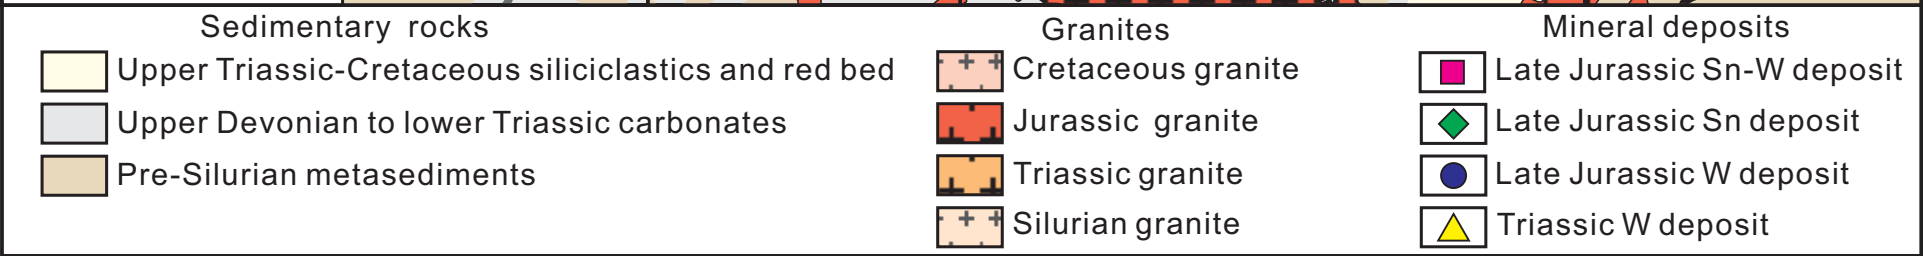 Sedimentary rocks
Upper Triassic-Cretaceous siliciclastics and red bed
Upper Devonian to lower Triassic carbonates
Pre-Silurian metasediments
Granites
Cretaceous granite
Jurassic granite
Triassic granite
Silurian granite
Mineral deposits
Late Jurassic Sn-W deposit
Late Jurassic Sn deposit
Late Jurassic W deposit
Triassic W deposit